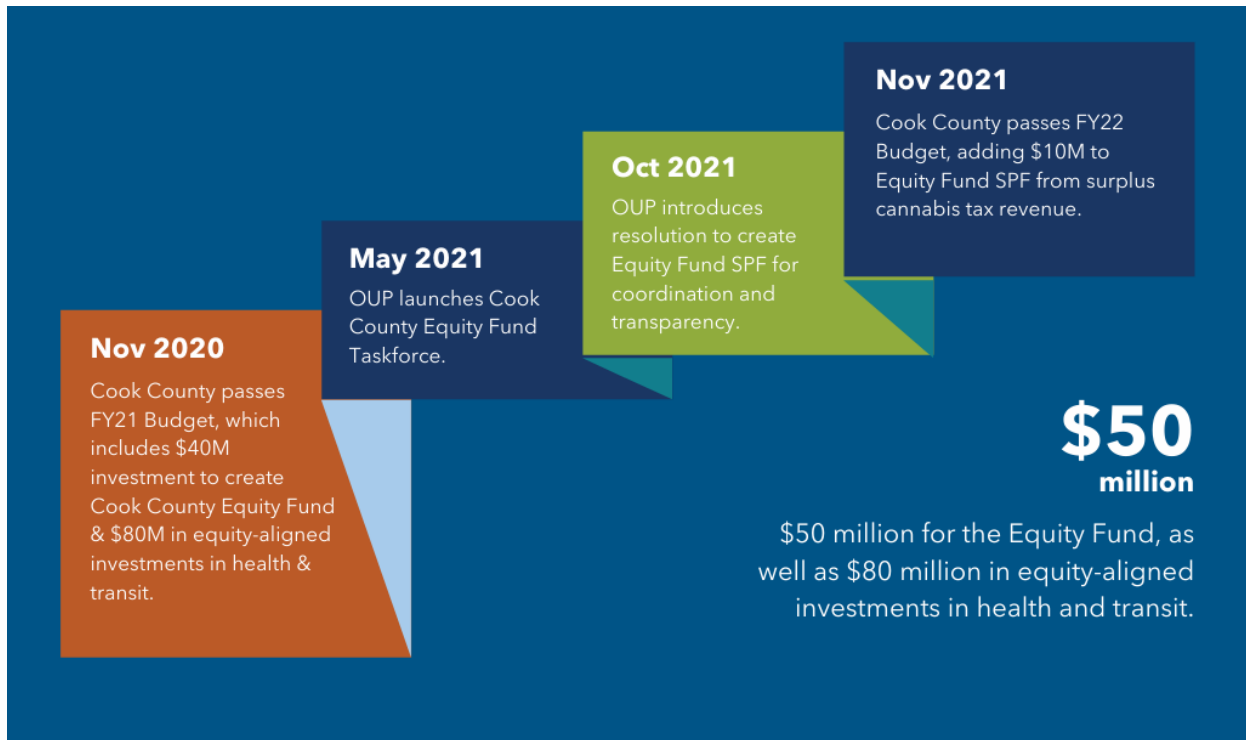 Nov 2020
Cook County passes
FY21 Budget, which
includes $40M
investment to create
Cook County Equity Fund
& $80M in equity-aligned
investments in health &
transit.
May 2021
OUP launches Cook
County Equity Fund
Taskforce.
Oct 2021
OUP introduces
resolution to create
Equity Fund SPF for
coordination and
transparency.
Nov 2021
Cook County passes FY22
Budget, adding $10M to
Equity Fund SPF from surplus
cannabis tax revenue.
$50
million
$50 million for the Equity Fund, as
well as $80 million in equity-aligned
investments in health and transit.